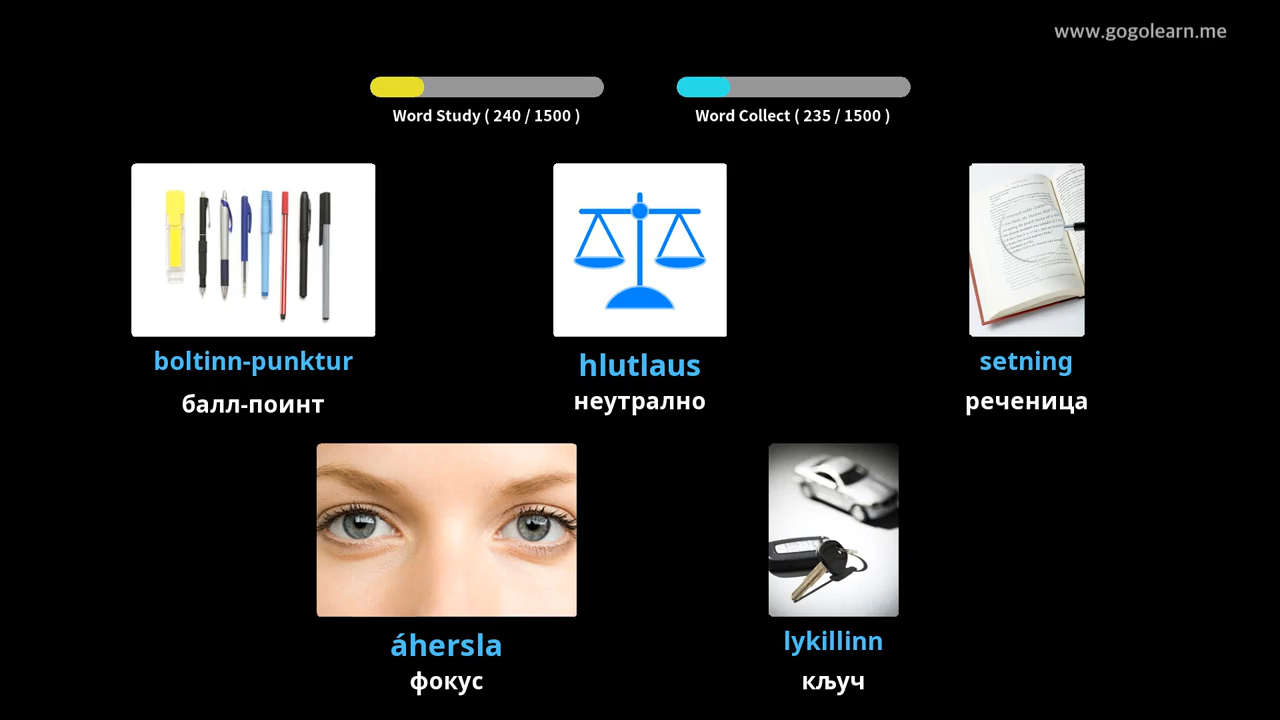 www.gogolearn.me
Word Study ( 240 / 1500 )
Word Collect ( 235 / 1500 )
boltinn-punktur
hlutlaus
setning
балл-поинт
неутрално
реченица
áhersla
lykillinn
фокус
кључ